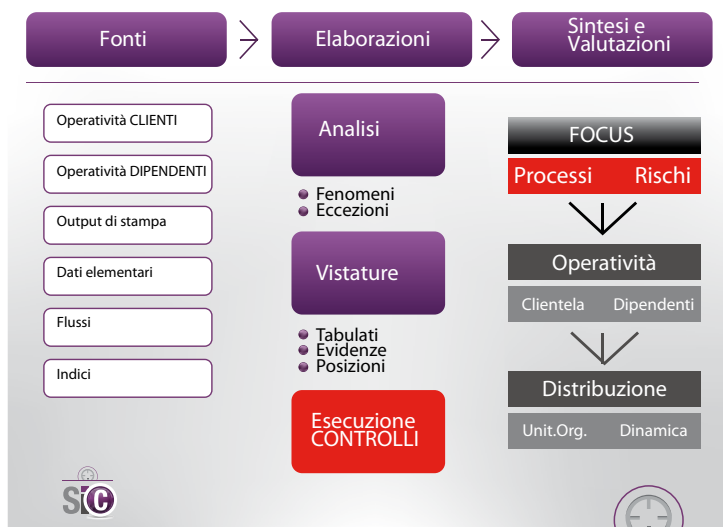 Fonti
Elaborazioni
Sintesi e
Valutazioni
Operatività CLIENTI
Operatività DIPENDENTI
Output di stampa
Dati elementari
Flussi
Indici
Analisi
Fenomeni
Eccezioni
Vistature
Tabulati
Evidenze
Posizioni
Esecuzione
CONTROLLI
FOCUS
Processi Rischi
Operatività
Clientela Dipendenti
Distribuzione
Unit.Org. Dinamica
SiC